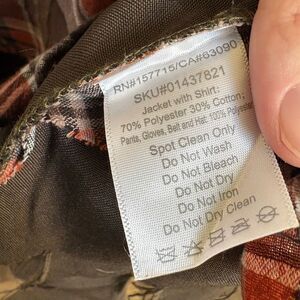 RN#157715/CA#63090
SKU#01437821
Jacket with Shirt:
70% Polyester 30% Cotton;
Pants, Gloves, Belt and Hat: 100% Polyester
Spot Clean Only
Do Not Wash
Do Not Bleach
Do Not Dry
Do Not Iron
Do Not Dry Clean